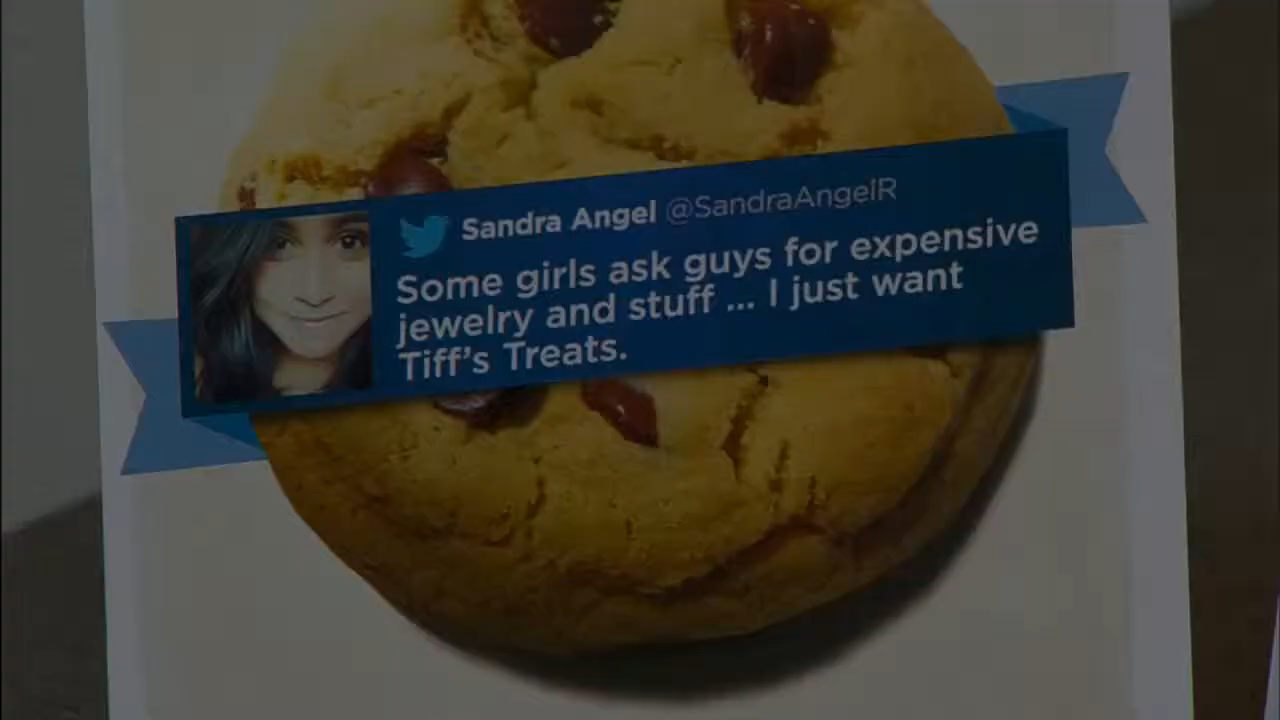 Sandra Angel @SandraAngelR
Some girls ask guys for expensive
jewelry and stuff ... I just want
Tiff's Treats.